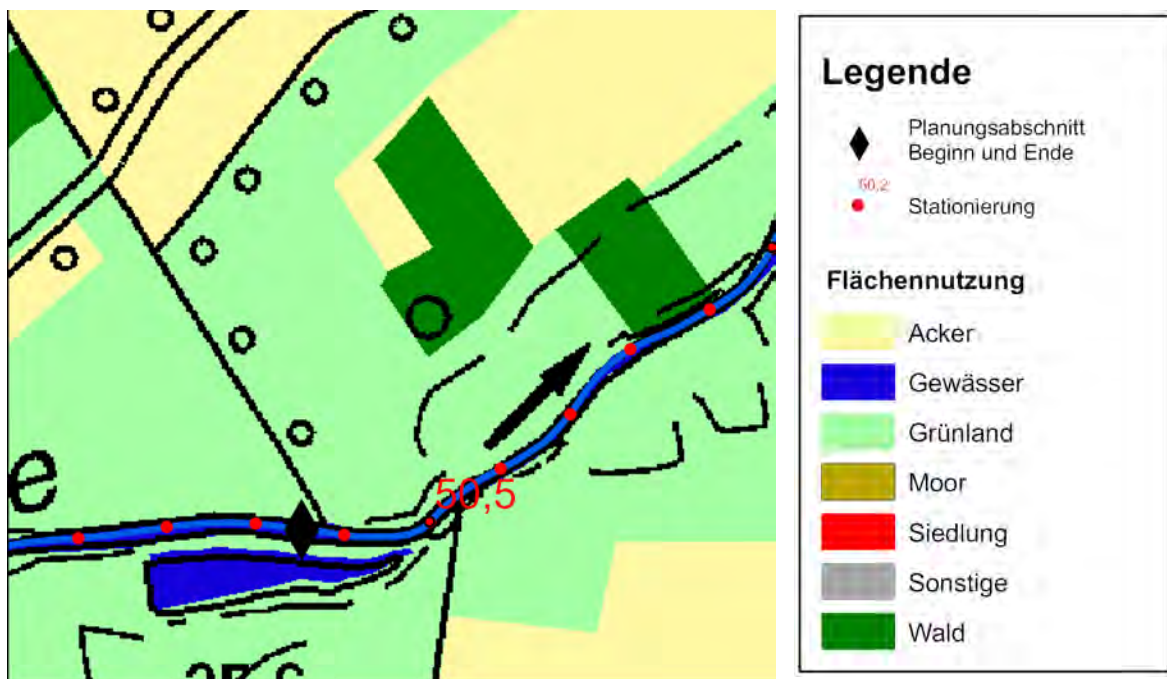 e
50,5
Legende
Planungsabschnitt
Beginn und Ende
50,2
Stationierung
Flächennutzung
Acker
Gewässer
Grünland
Moor
Siedlung
Sonstige
Wald